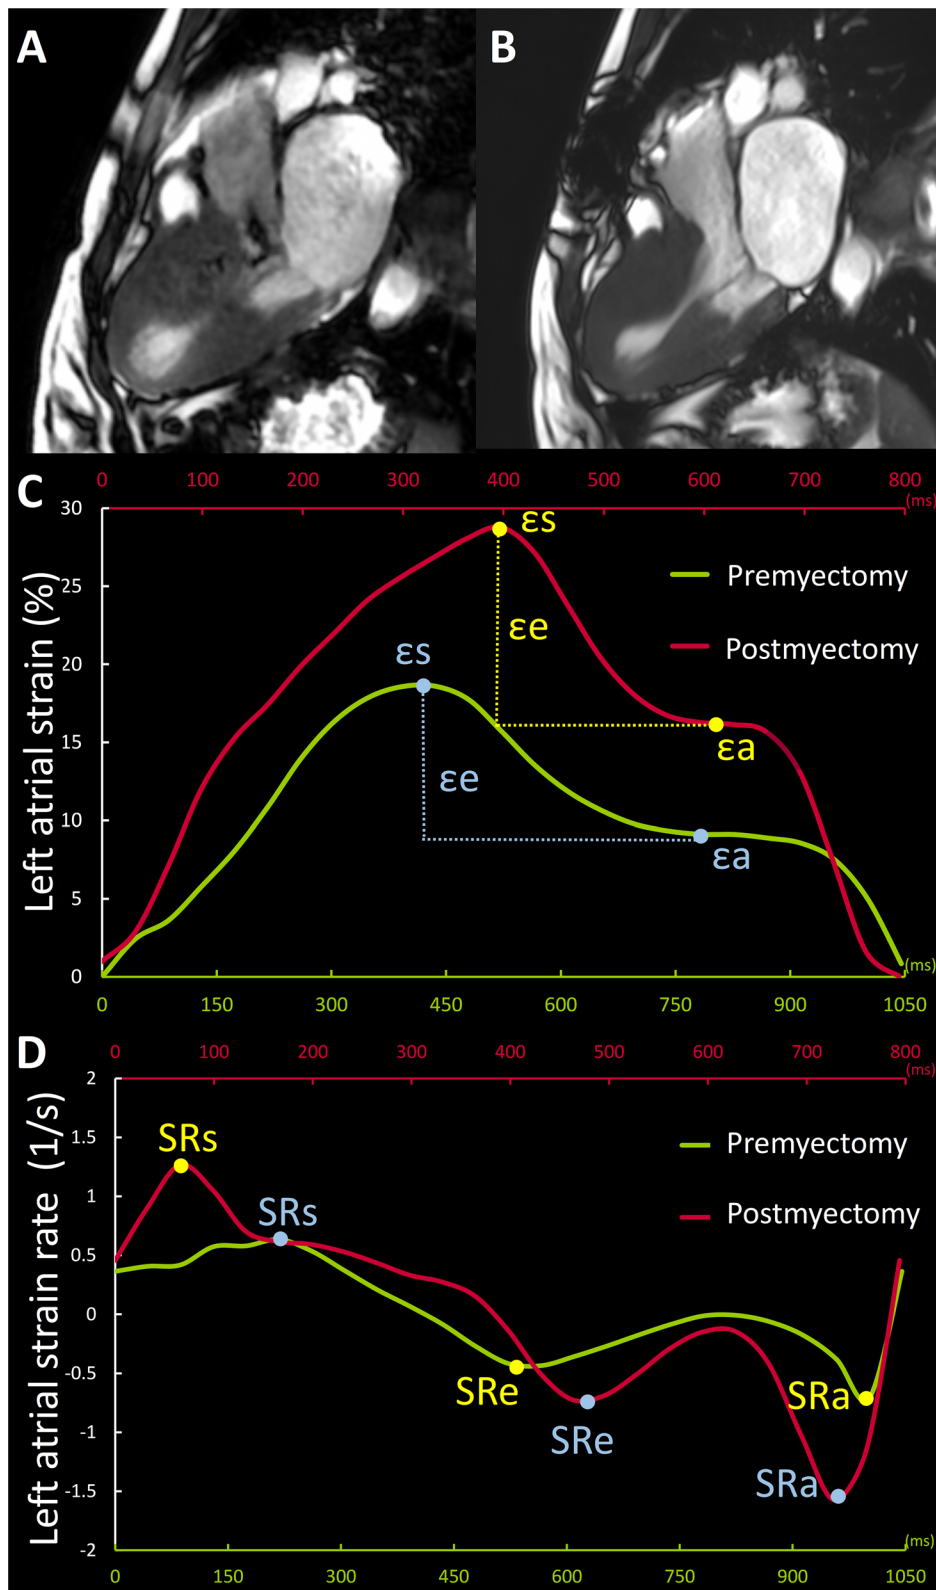 A
B
C
0 100 200 300 400 500 600 700 800
(ms)
30
25
20
15
10
5
0
Left atrial strain (%)
εs
εe
εa
εs
εe
εa
Premyectomy
Postmyectomy
(ms)
0 150 300 450 600 750 900 1050
D
0 100 200 300 400 500 600 700 800
(ms)
2
1.5
1
0.5
0
-0.5
-1
-1.5
-2
Left atrial strain rate (1/s)
SRs
SRs
Premyectomy
Postmyectomy
SRe
SRe
SRa
SRa
(ms)
0 150 300 450 600 750 900 1050